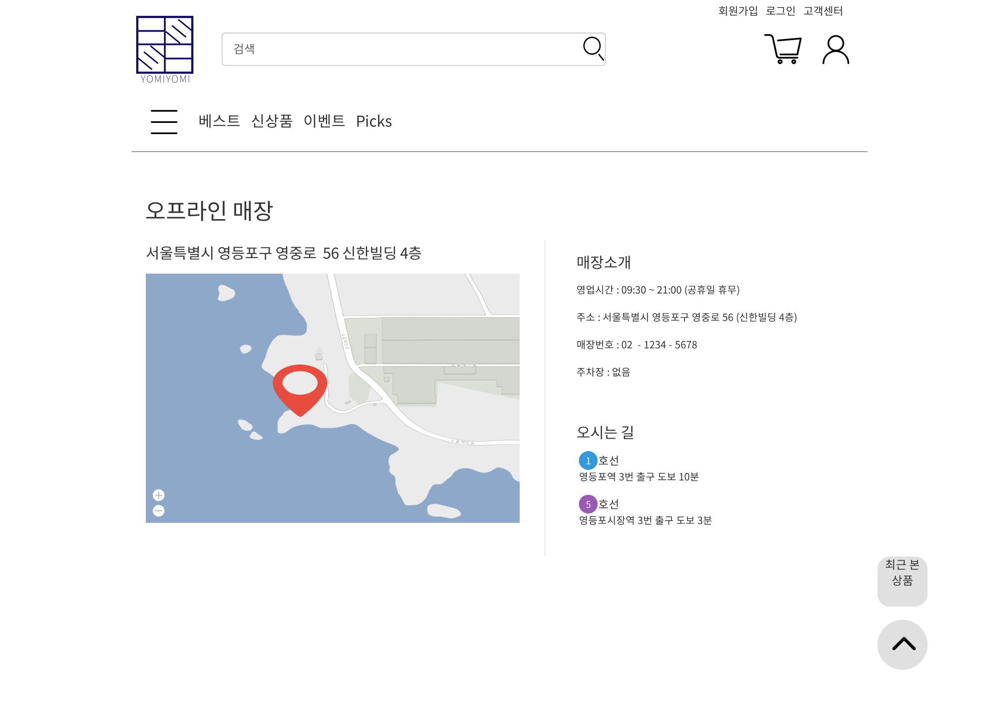 회원가입 로그인 고객센터
검색
YOMIYOMI
베스트 신상품 이벤트 Picks
오프라인 매장
서울특별시 영등포구 영중로 56 신한빌딩 4층
매장소개
영업시간 : 09:30 ~ 21:00 (공휴일 휴무)
주소 : 서울특별시 영등포구 영중로 56 (신한빌딩 4층)
매장번호 : 02 - 1234 - 5678
주차장 : 없음
오시는 길
1 호선
영등포역 3번 출구 도보 10분
5 호선
영등포시장역 3번 출구 도보 3분
최근 본
상품